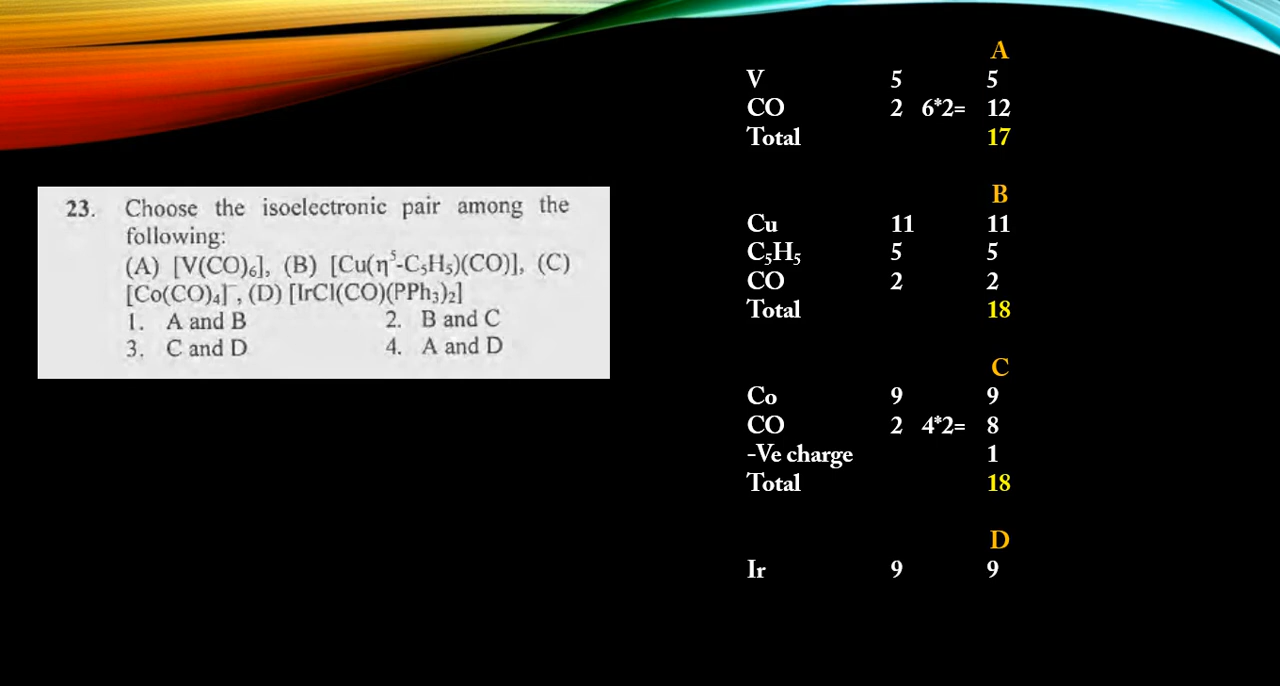 23. Choose the isoelectronic pair among the
following:
(A) [V(CO)₆], (B) [Cu(η⁵-C₅H₅)(CO)], (C)
[Co(CO)₄]⁻, (D) [IrCl(CO)(PPh₃)₂]
1. A and B 2. B and C
3. C and D 4. A and D
A
V 5 5
CO 2 6*2= 12
Total 17
B
Cu 11 11
C₅H₅ 5 5
CO 2 2
Total 18
C
Co 9 9
CO 2 4*2= 8
-Ve charge 1
Total 18
D
Ir 9 9